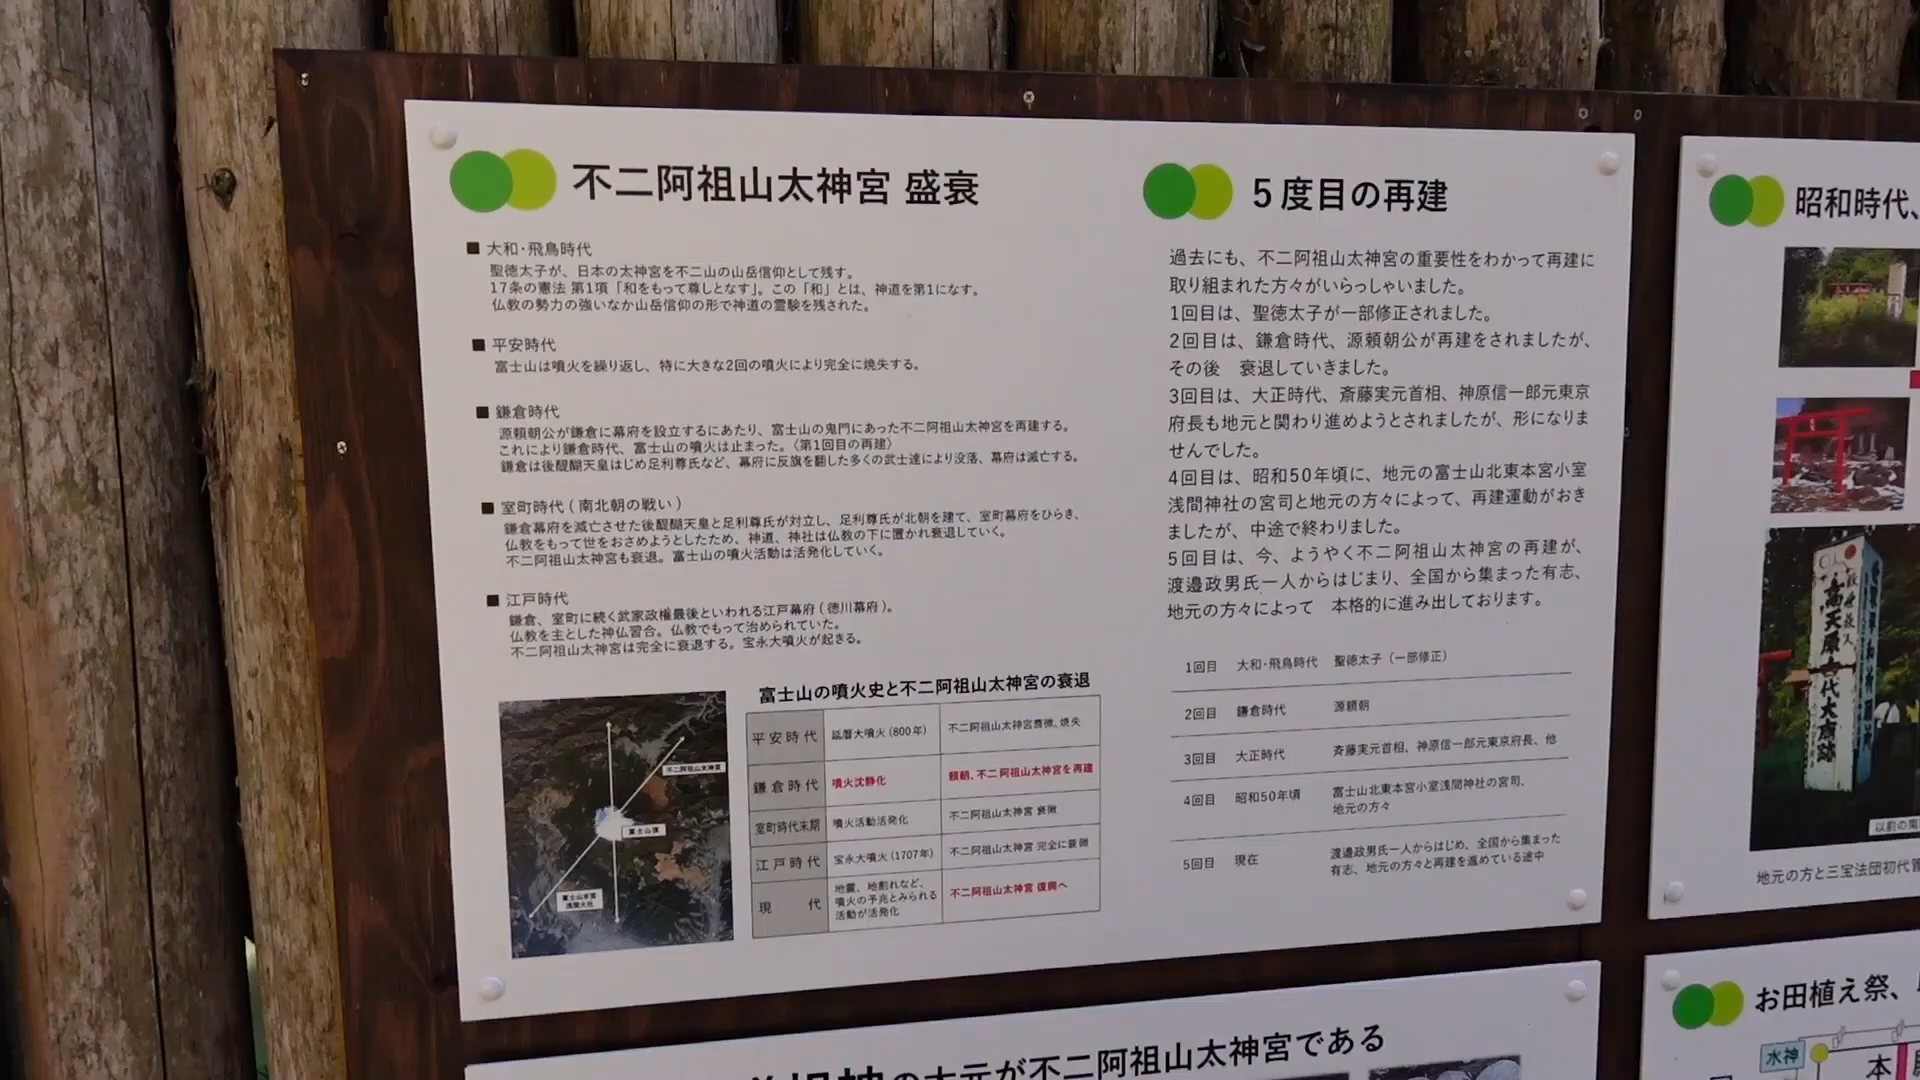 不二阿祖山太神宮 盛衰
■ 大和・飛鳥時代
聖徳太子が、日本の太神宮を不二山の山岳信仰として残す。
17条の憲法 第1項「和をもって尊しとなす」。この「和」とは、神道を第1になす。
仏教の勢力の強いなか山岳信仰の形で神道の霊験を残された。
■ 平安時代
富士山は噴火を繰り返し、特に大きな2回の噴火により完全に焼失する。
■ 鎌倉時代
源頼朝公が鎌倉に幕府を設立するにあたり、富士山の鬼門にあった不二阿祖山太神宮を再建する。
これにより鎌倉時代、富士山の噴火は止まった。〈第1回目の再建〉
鎌倉は後醍醐天皇はじめ足利尊氏など、幕府に反旗を翻した多くの武士達により没落、幕府は滅亡する。
■ 室町時代 ( 南北朝の戦い )
鎌倉幕府を滅亡させた後醍醐天皇と足利尊氏が対立し、足利尊氏が北朝を建て、室町幕府をひらき、
仏教をもって世をおさめようとしたため、神道、神社は仏教の下に置かれ衰退していく。
不二阿祖山太神宮も衰退。富士山の噴火活動は活発化していく。
■ 江戸時代
鎌倉、室町に続く武家政権最後といわれる江戸幕府 ( 徳川幕府 )。
仏教を主とした神仏習合。仏教でもって治められていた。
不二阿祖山太神宮は完全に衰退する。宝永大噴火が起きる。
不二阿祖山太神宮
富士山頂
富士山本宮
浅間大社
富士山の噴火史と不二阿祖山太神宮の衰退
平安時代 延暦大噴火 (800年) 不二阿祖山太神宮衰微、焼失
鎌倉時代 噴火沈静化 頼朝、不二阿祖山太神宮を再建
室町時代末期 噴火活動活発化 不二阿祖山太神宮 衰微
江戸時代 宝永大噴火 (1707年) 不二阿祖山太神宮 完全に衰微
現代 地震、地割れなど、
噴火の予兆とみられる
活動が活発化
不二阿祖山太神宮 復興へ
5度目の再建
過去にも、不二阿祖山太神宮の重要性をわかって再建に
取り組まれた方々がいらっしゃいました。
1回目は、聖徳太子が一部修正されました。
2回目は、鎌倉時代、源頼朝公が再建をされましたが、
その後 衰退していきました。
3回目は、大正時代、斎藤実元首相、神原信一郎元東京
府長も地元と関わり進めようとされましたが、形になりま
せんでした。
4回目は、昭和50年頃に、地元の富士山北東本宮小室
浅間神社の宮司と地元の方々によって、再建運動がおき
ましたが、中途で終わりました。
5回目は、今、ようやく不二阿祖山太神宮の再建が、
渡邉政男氏一人からはじまり、全国から集まった有志、
地元の方々によって 本格的に進み出しております。
1回目 大和・飛鳥時代 聖徳太子（一部修正）
2回目 鎌倉時代 源頼朝
3回目 大正時代 斉藤実元首相、神原信一郎元東京府長、他
4回目 昭和50年頃 富士山北東本宮小室浅間神社の宮司、
地元の方々
5回目 現在 渡邉政男氏一人からはじめ、全国から集まった
有志、地元の方々と再建を進めている途中
昭和時代、
高天原
代大廟跡
以前の南
地元の方と三宝法団初代管
の大元が不二阿祖山太神宮である
お田植え祭、
水神
本